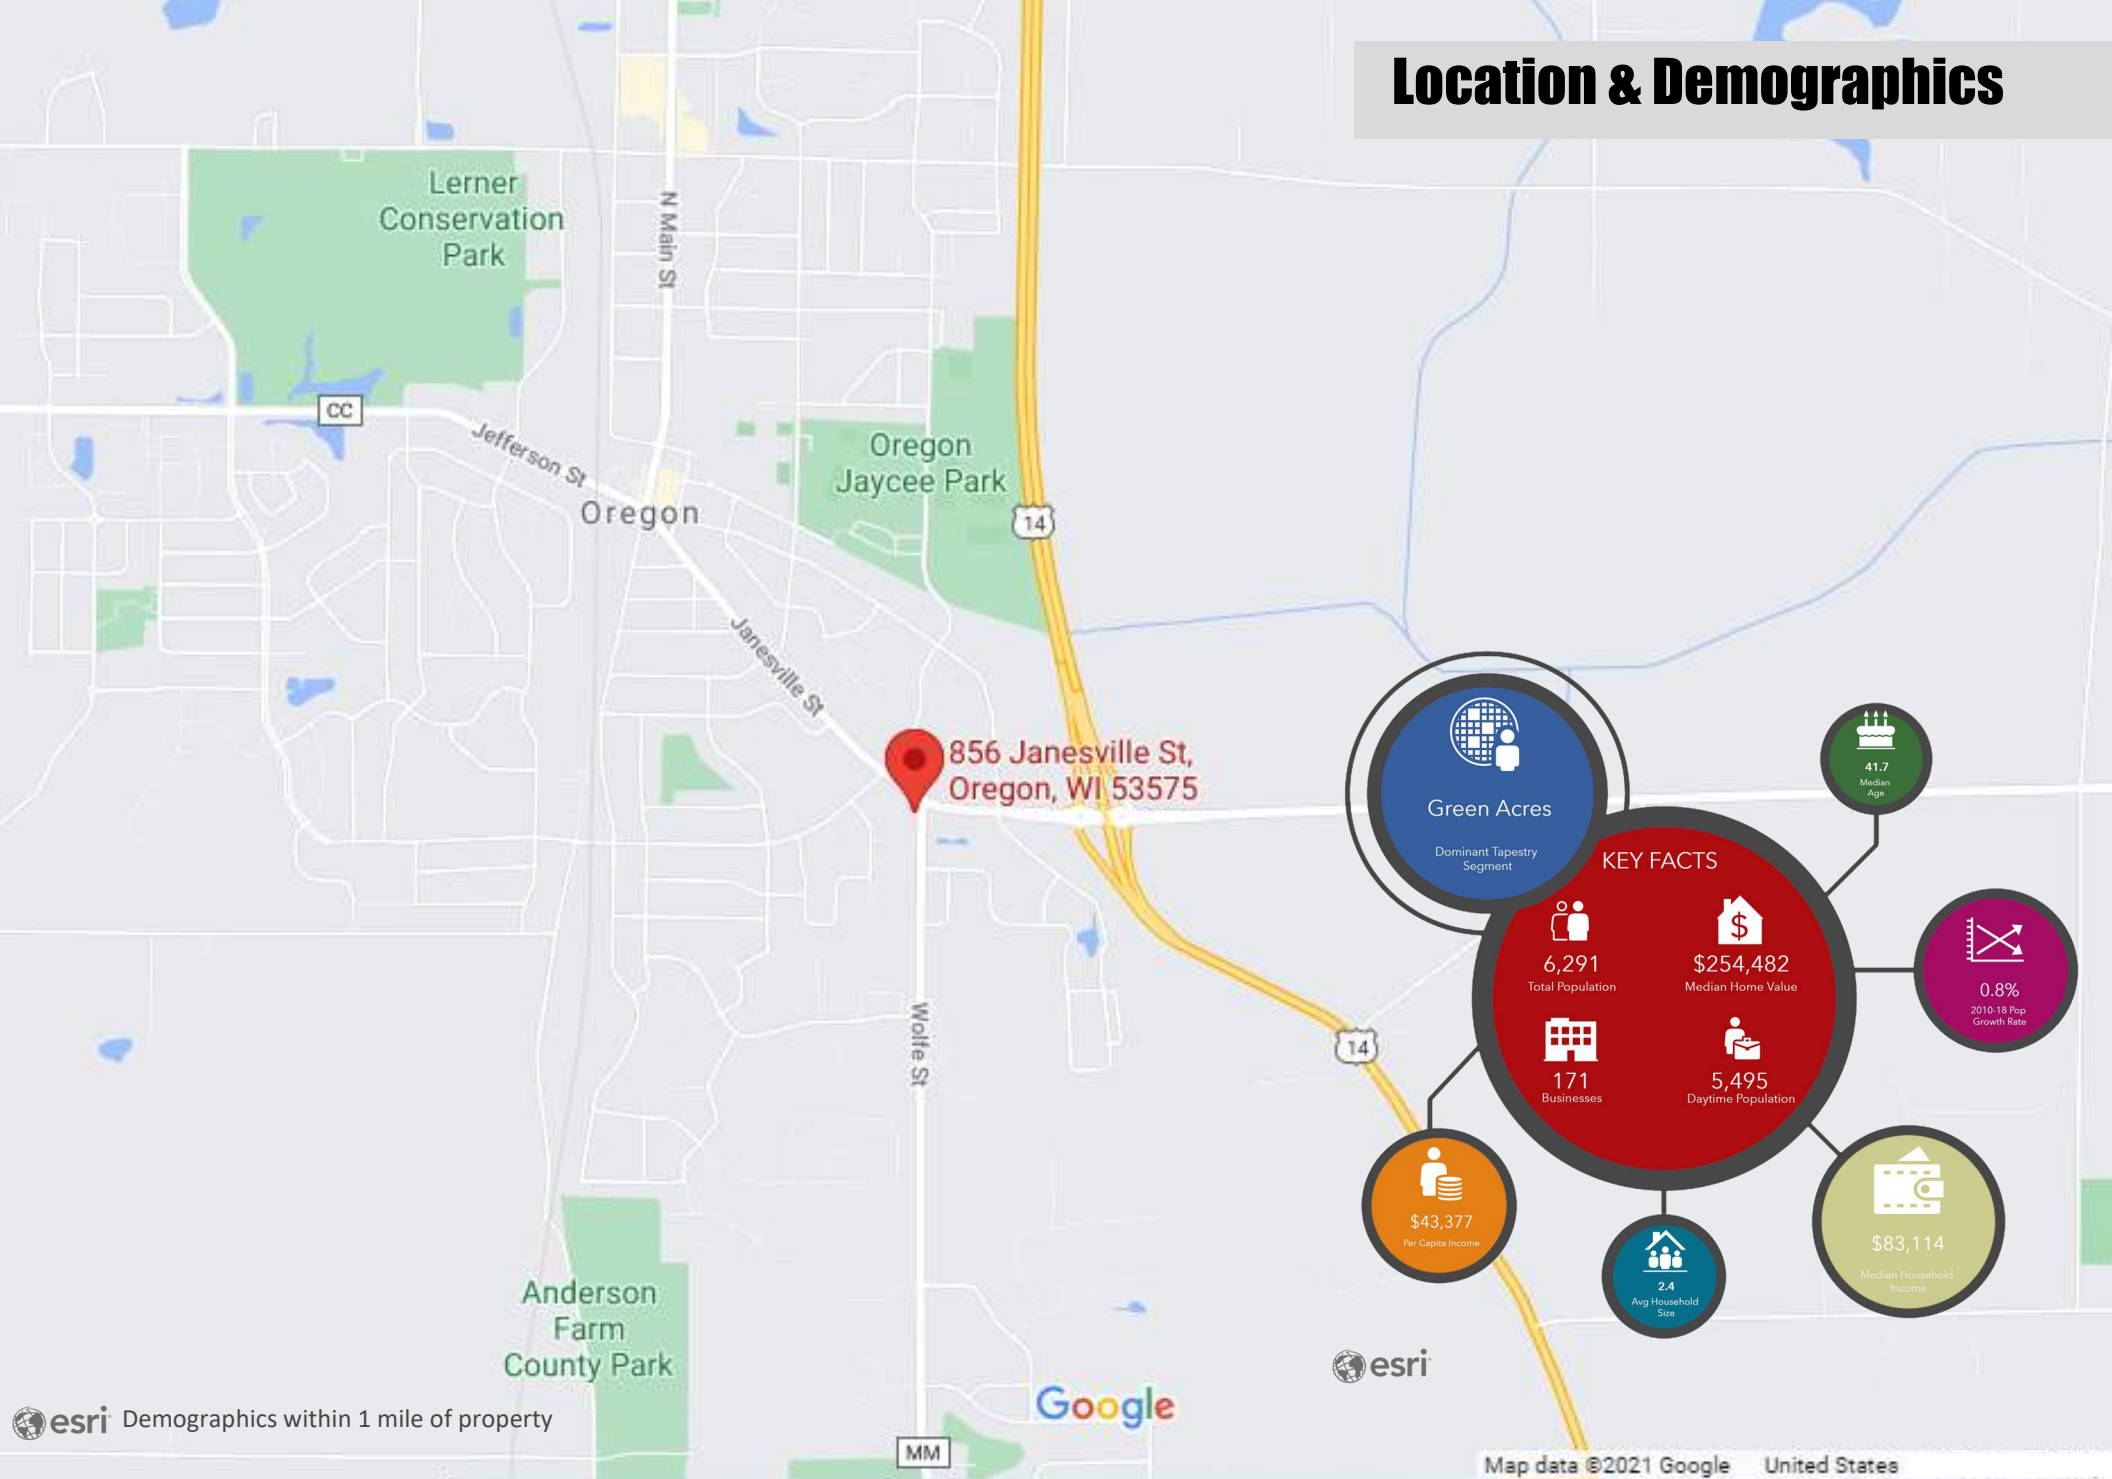 Location & Demographics
Lerner
Conservation
Park
N Main St
CC
Jefferson St
Oregon
Oregon
Jaycee Park
14
Janesville St
856 Janesville St,
Oregon, WI 53575
Wolfe St
14
Anderson
Farm
County Park
MM
Google
Green Acres
Dominant Tapestry
Segment
41.7
Median
Age
KEY FACTS
6,291
Total Population
$254,482
Median Home Value
171
Businesses
5,495
Daytime Population
0.8%
2010-18 Pop
Growth Rate
$43,377
Per Capita Income
2.4
Avg Household
Size
$83,114
Median Household
Income
esri
esri Demographics within 1 mile of property
Map data ©2021 Google United States